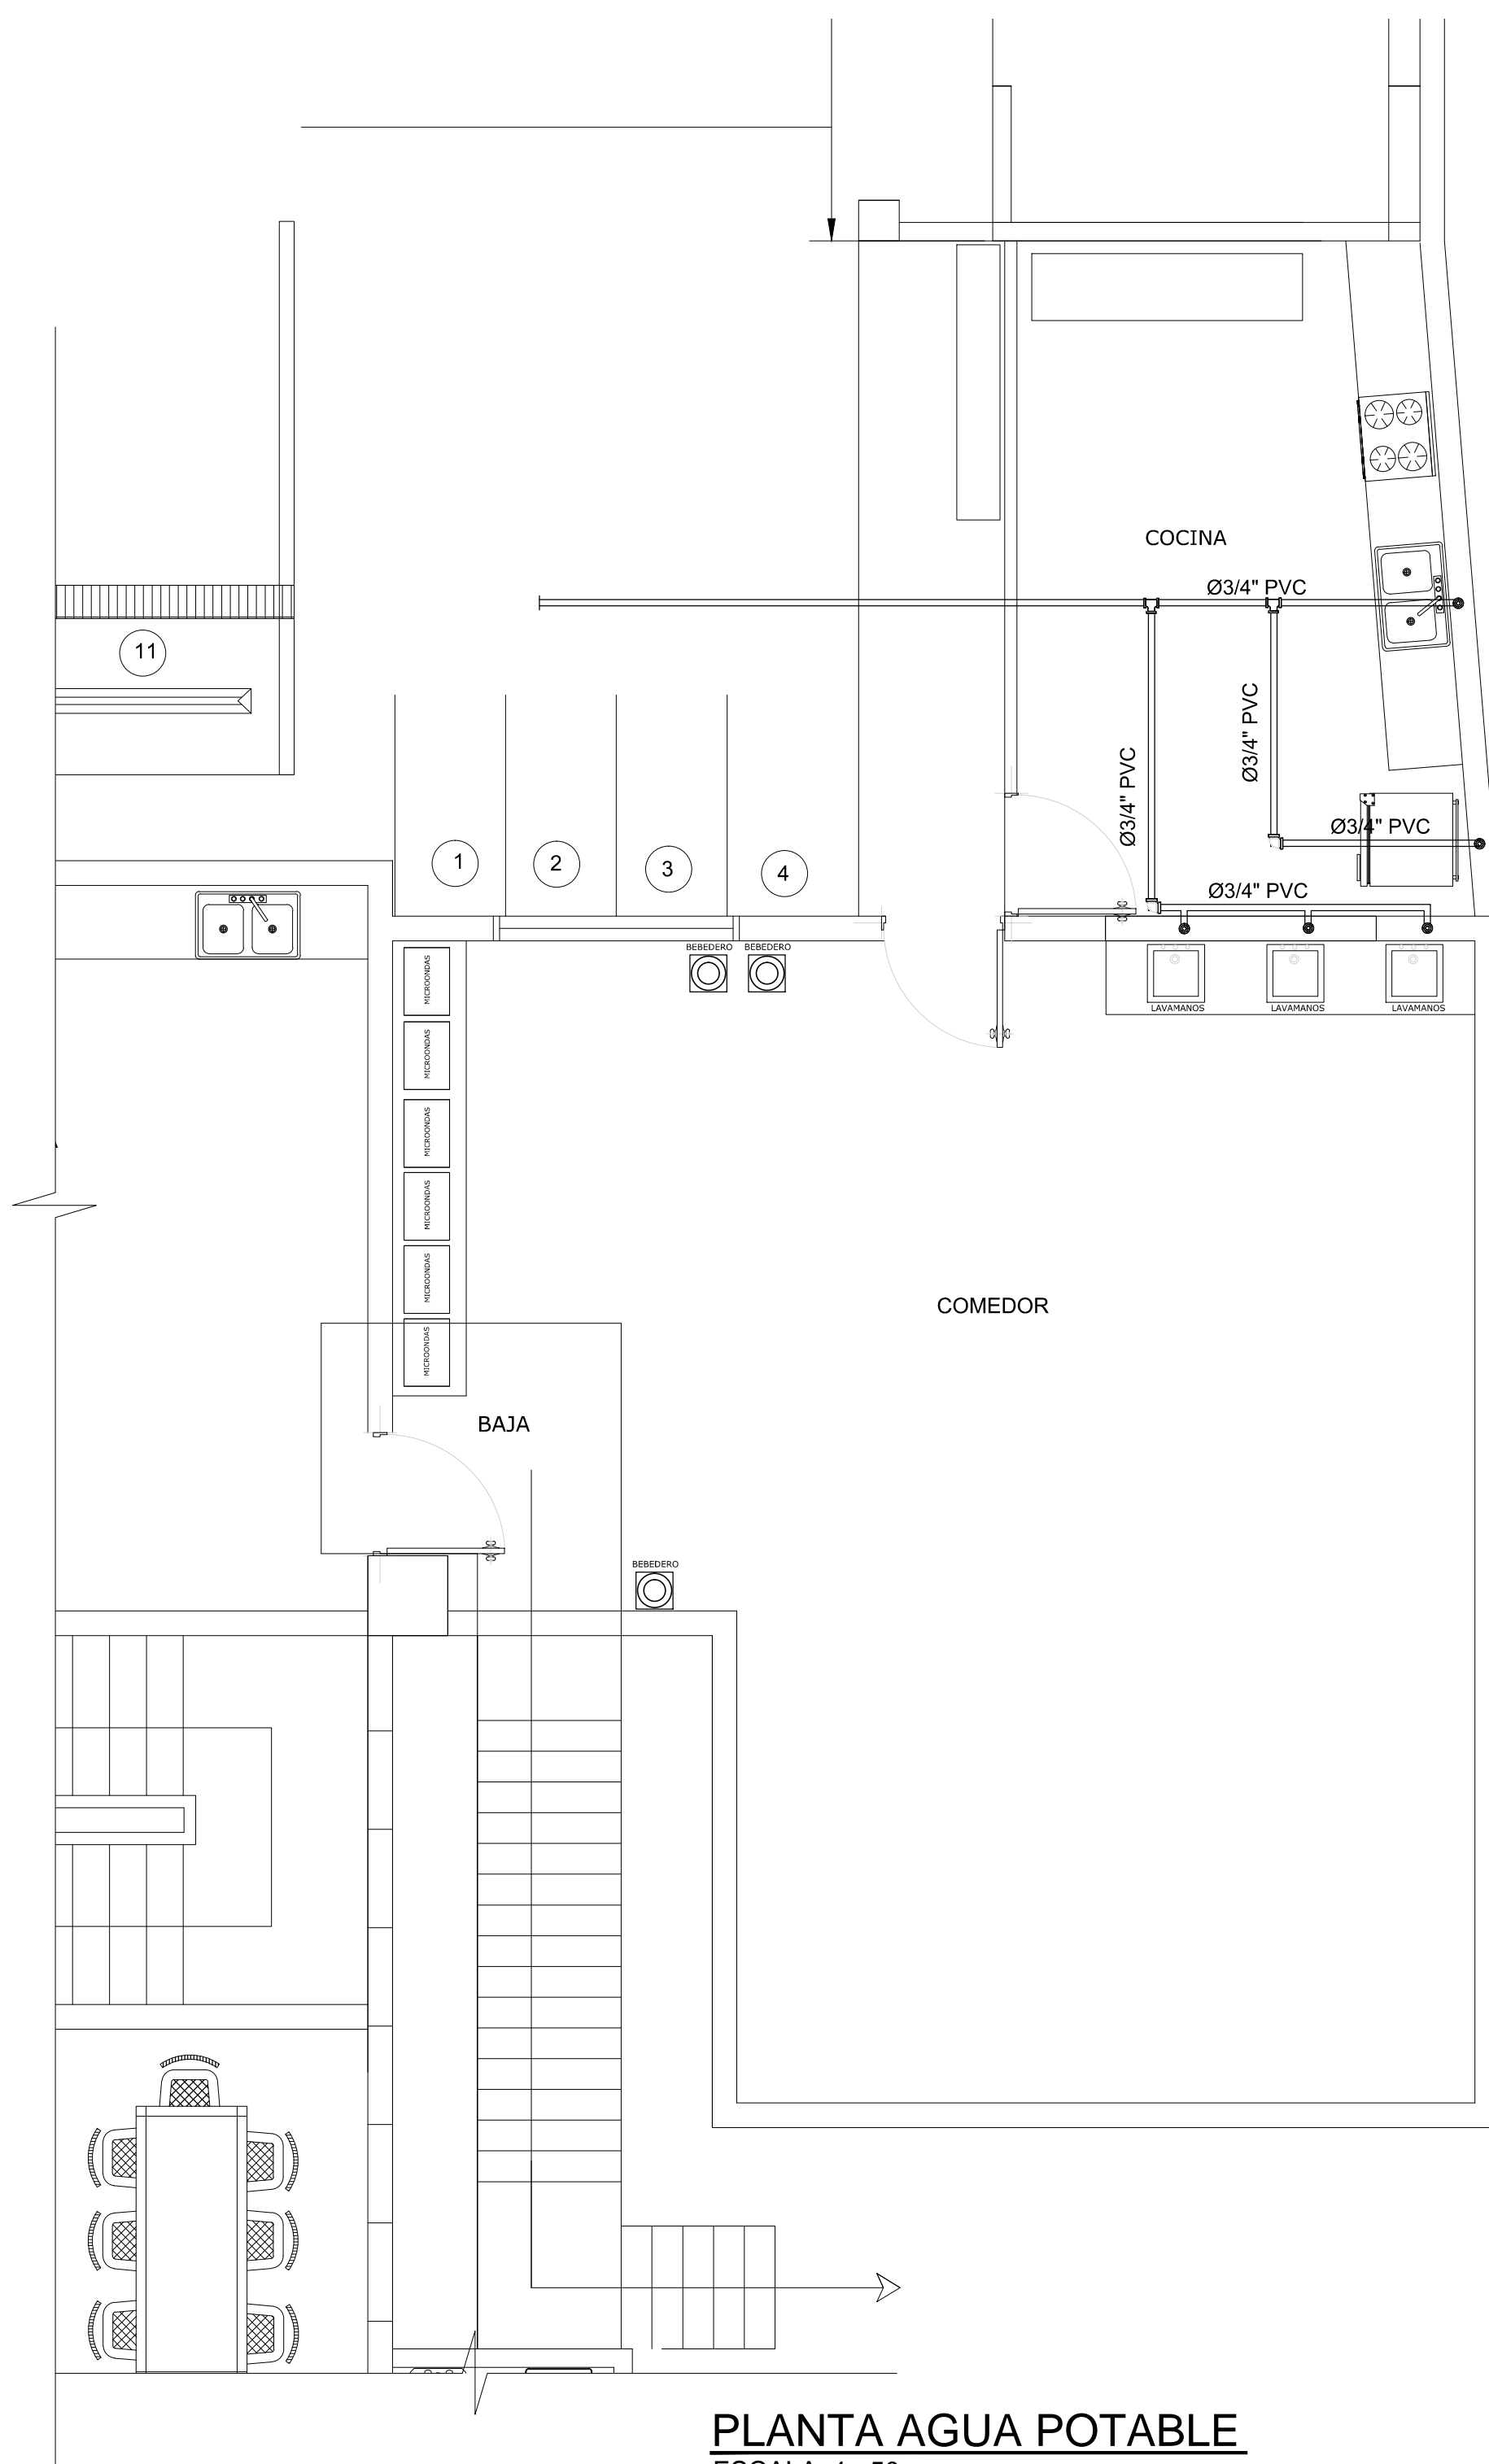 COCINA
Ø3/4" PVC
11
Ø3/4" PVC
Ø3/4" PVC
Ø3/4" PVC
1
2
3
4
Ø3/4" PVC
BEBEDERO
BEBEDERO
MICROONDAS
MICROONDAS
MICROONDAS
MICROONDAS
MICROONDAS
MICROONDAS
LAVAMANOS
LAVAMANOS
LAVAMANOS
COMEDOR
BAJA
BEBEDERO
PLANTA AGUA POTABLE